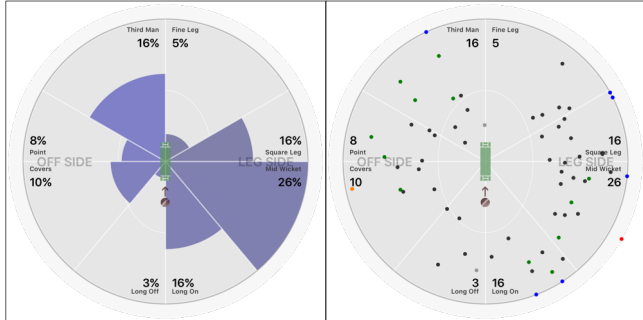 Third Man
16%
Fine Leg
5%
8%
Point
OFF SIDE
Covers
10%
16%
Square Leg
LEG SIDE
Mid Wicket
26%
3%
Long Off
16%
Long On
Third Man
16
Fine Leg
5
8
Point
OFF SIDE
Covers
10
16
Square Leg
LEG SIDE
Mid Wicket
26
3
Long Off
16
Long On